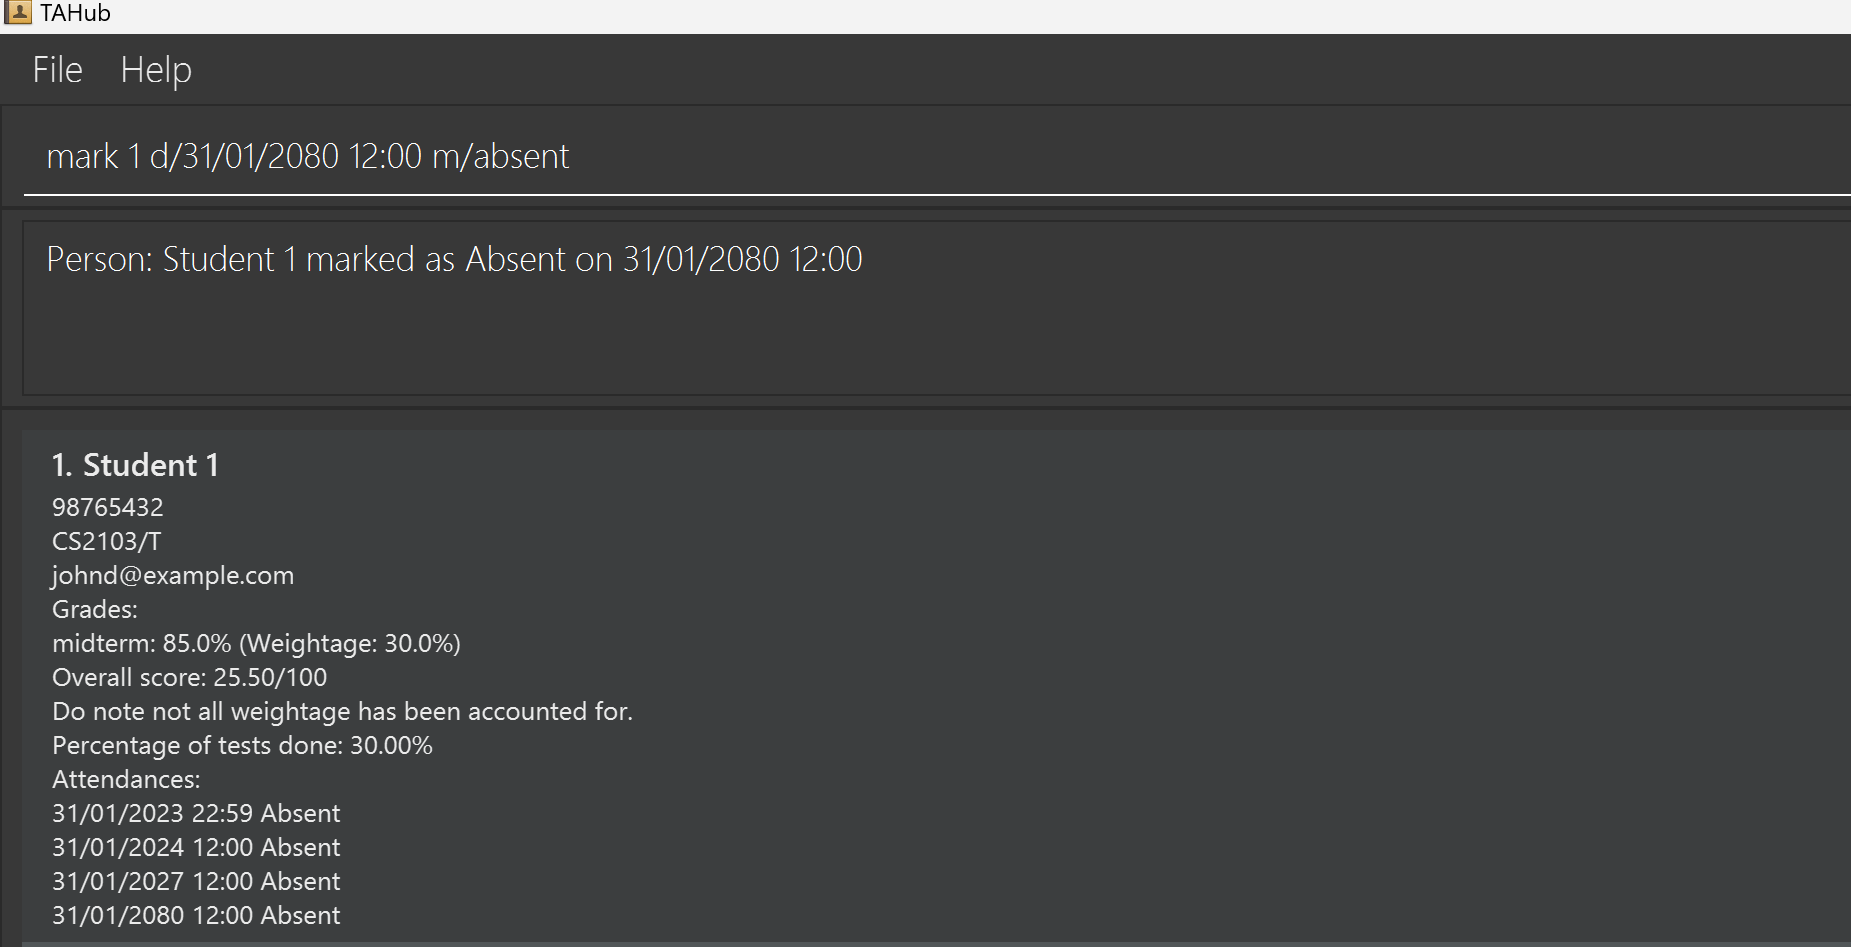 TAHub
File Help
mark 1 d/31/01/2080 12:00 m/absent
Person: Student 1 marked as Absent on 31/01/2080 12:00
1. Student 1
98765432
CS2103/T
johnd@example.com
Grades:
midterm: 85.0% (Weightage: 30.0%)
Overall score: 25.50/100
Do note not all weightage has been accounted for.
Percentage of tests done: 30.00%
Attendances:
31/01/2023 22:59 Absent
31/01/2024 12:00 Absent
31/01/2027 12:00 Absent
31/01/2080 12:00 Absent